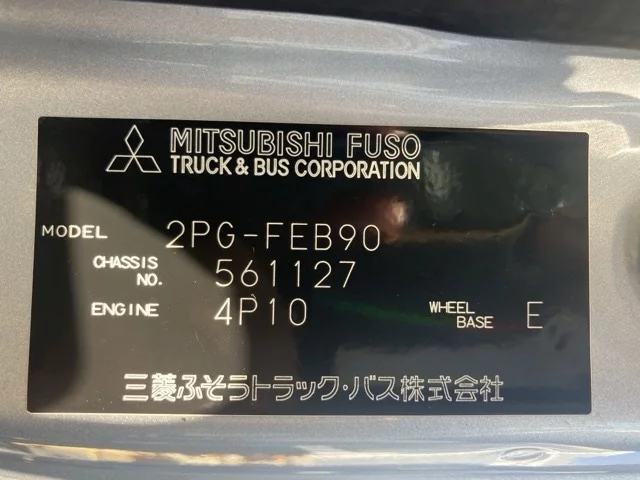 MITSUBISHI FUSO
TRUCK & BUS CORPORATION
MODEL 2PG-FEB90
CHASSIS NO. 561127
ENGINE 4P10 WHEEL BASE E
三菱ふそうトラック・バス株式会社